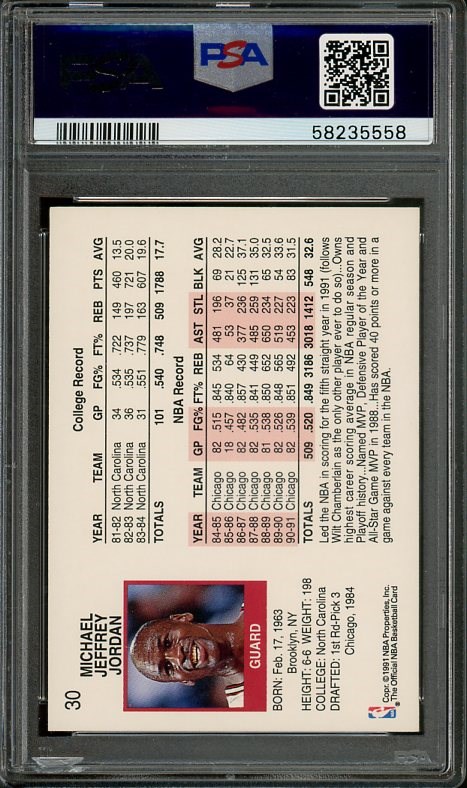 PSA
PSA
58235558
30
MICHAEL
JEFFREY
JORDAN
GUARD
BORN: Feb. 17, 1963
Brooklyn, NY
HEIGHT: 6-6 WEIGHT: 198
COLLEGE: North Carolina
DRAFTED: 1st Rd-Pick 3
Chicago, 1984
Copr. © 1991 NBA Properties, Inc.
The Official NBA Basketball Card
College Record
YEAR TEAM GP FG% FT% REB PTS AVG
81-82 North Carolina 34 .534 .722 149 460 13.5
82-83 North Carolina 36 .535 .737 197 721 20.0
83-84 North Carolina 31 .551 .779 163 607 19.6
TOTALS 101 .540 .748 509 1788 17.7
NBA Record
YEAR TEAM GP FG% FT% REB AST STL BLK AVG
84-85 Chicago 82 .515 .845 534 481 196 69 28.2
85-86 Chicago 18 .457 .840 64 53 37 21 22.7
86-87 Chicago 82 .482 .857 430 377 236 125 37.1
87-88 Chicago 82 .535 .841 449 485 259 131 35.0
88-89 Chicago 81 .538 .850 652 650 234 65 32.5
89-90 Chicago 82 .526 .848 565 519 227 54 33.6
90-91 Chicago 82 .539 .851 492 453 223 83 31.5
TOTALS 509 .520 .849 3186 3018 1412 548 32.6
Led the NBA in scoring for the fifth straight year in 1991 (follows
Wilt Chamberlain as the only other player ever to do so)...Owns
highest career scoring average in NBA regular season and
Playoff history...Named MVP, Defensive Player of the Year and
All-Star Game MVP in 1988...Has scored 40 points or more in a
game against every team in the NBA.